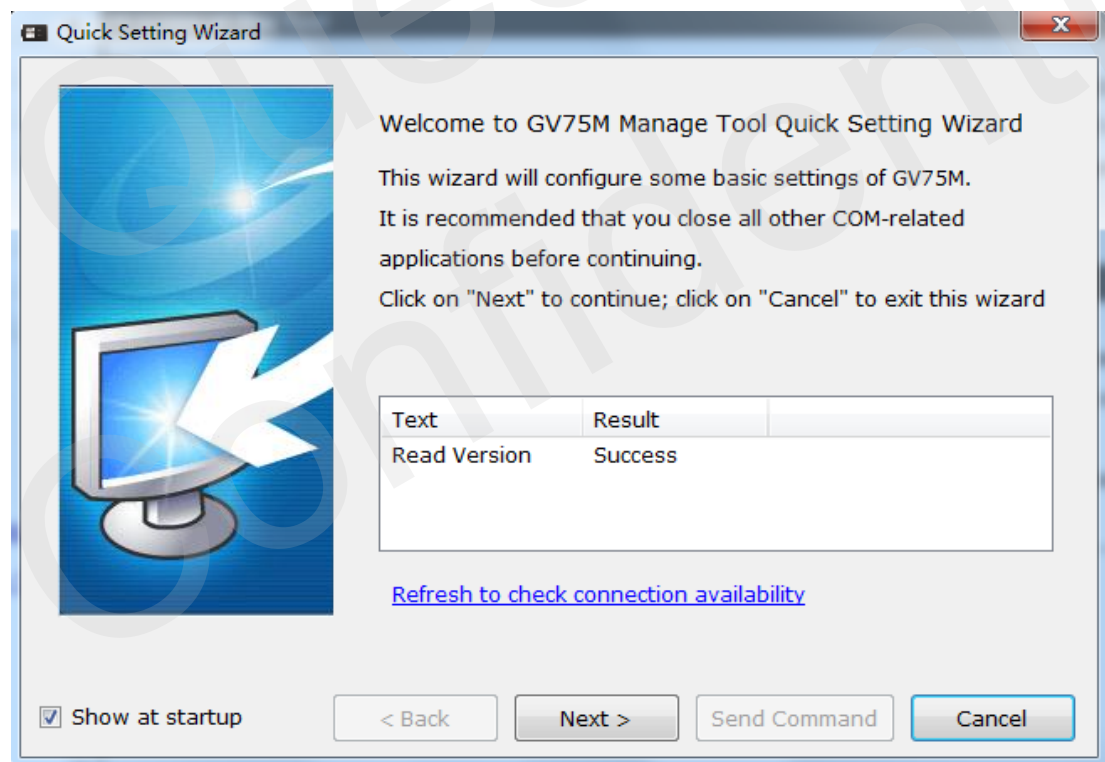 Quick Setting Wizard
Welcome to GV75M Manage Tool Quick Setting Wizard
This wizard will configure some basic settings of GV75M.
It is recommended that you close all other COM-related
applications before continuing.
Click on "Next" to continue; click on "Cancel" to exit this wizard
Text Result
Read Version Success
Refresh to check connection availability
Show at startup
< Back
Next >
Send Command
Cancel